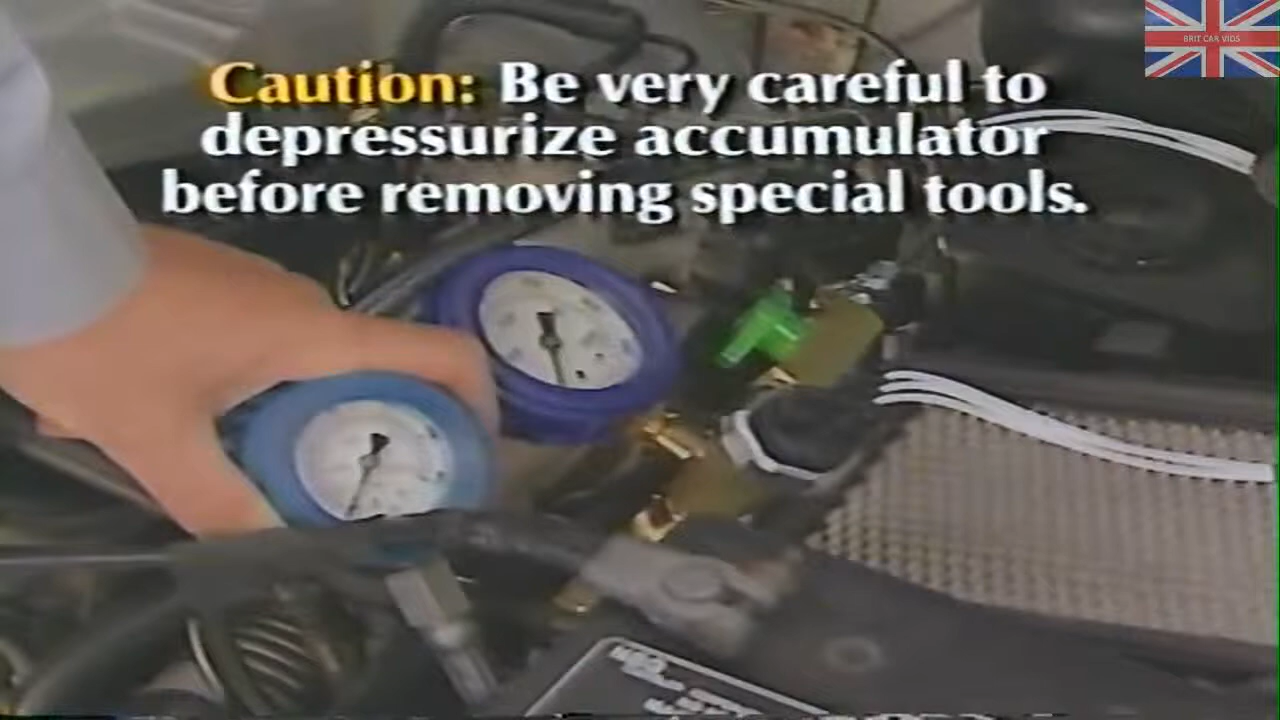 BRIT CAR VIDS
Caution: Be very careful to
depressurize accumulator
before removing special tools.